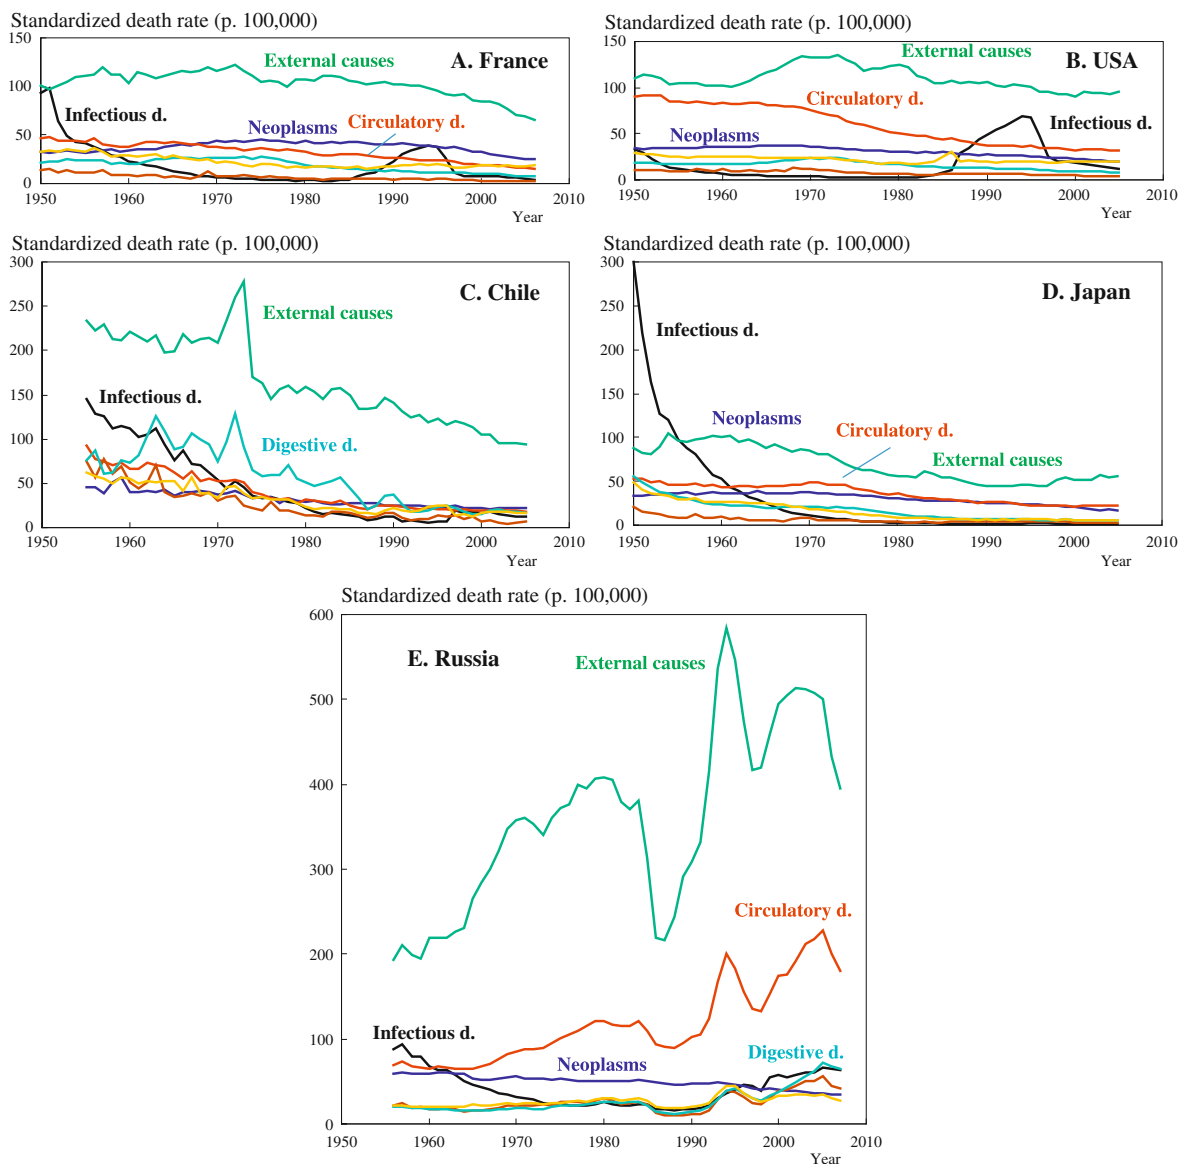 Standardized death rate (p. 100,000)
150
100
50
0
1950
1960
1970
1980
1990
2000
2010
Year
A. France
External causes
Infectious d.
Neoplasms
Circulatory d.
Standardized death rate (p. 100,000)
150
100
50
0
1950
1960
1970
1980
1990
2000
2010
Year
B. USA
External causes
Circulatory d.
Infectious d.
Neoplasms
Standardized death rate (p. 100,000)
300
250
200
150
100
50
0
1950
1960
1970
1980
1990
2000
2010
Year
C. Chile
External causes
Infectious d.
Digestive d.
Standardized death rate (p. 100,000)
300
250
200
150
100
50
0
1950
1960
1970
1980
1990
2000
2010
Year
D. Japan
Infectious d.
Neoplasms
Circulatory d.
External causes
Standardized death rate (p. 100,000)
600
500
400
300
200
100
0
1950
1960
1970
1980
1990
2000
2010
Year
E. Russia
External causes
Circulatory d.
Infectious d.
Neoplasms
Digestive d.